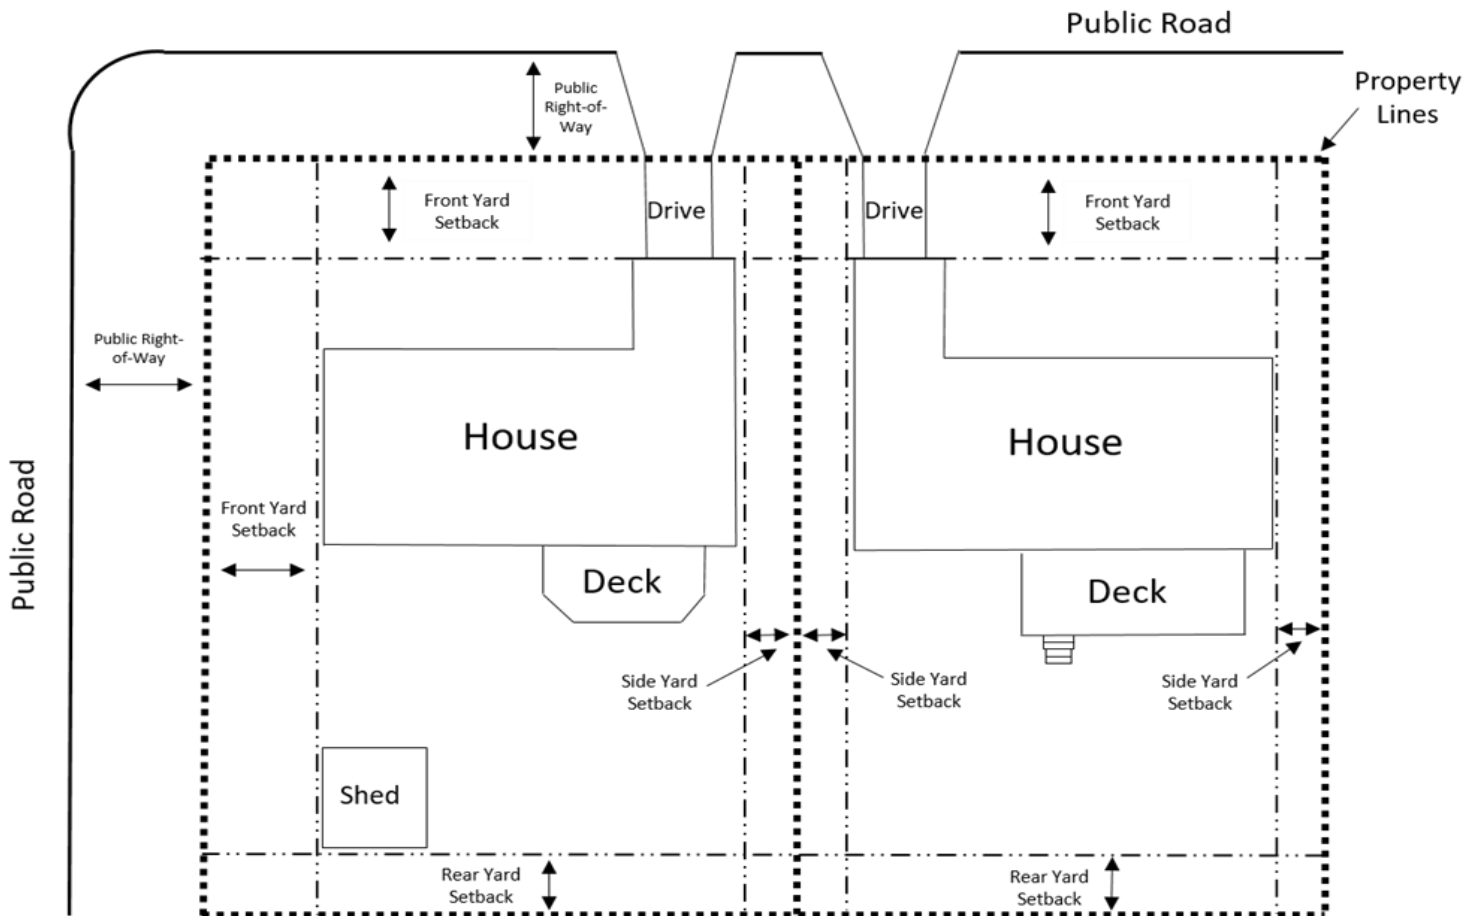 Public Road
Property
Lines
Public
Right-of-
Way
Front Yard
Setback
Drive
Drive
Front Yard
Setback
Public Right-
of-Way
House
House
Public Road
Front Yard
Setback
Deck
Deck
Side Yard
Setback
Side Yard
Setback
Side Yard
Setback
Shed
Rear Yard
Setback
Rear Yard
Setback